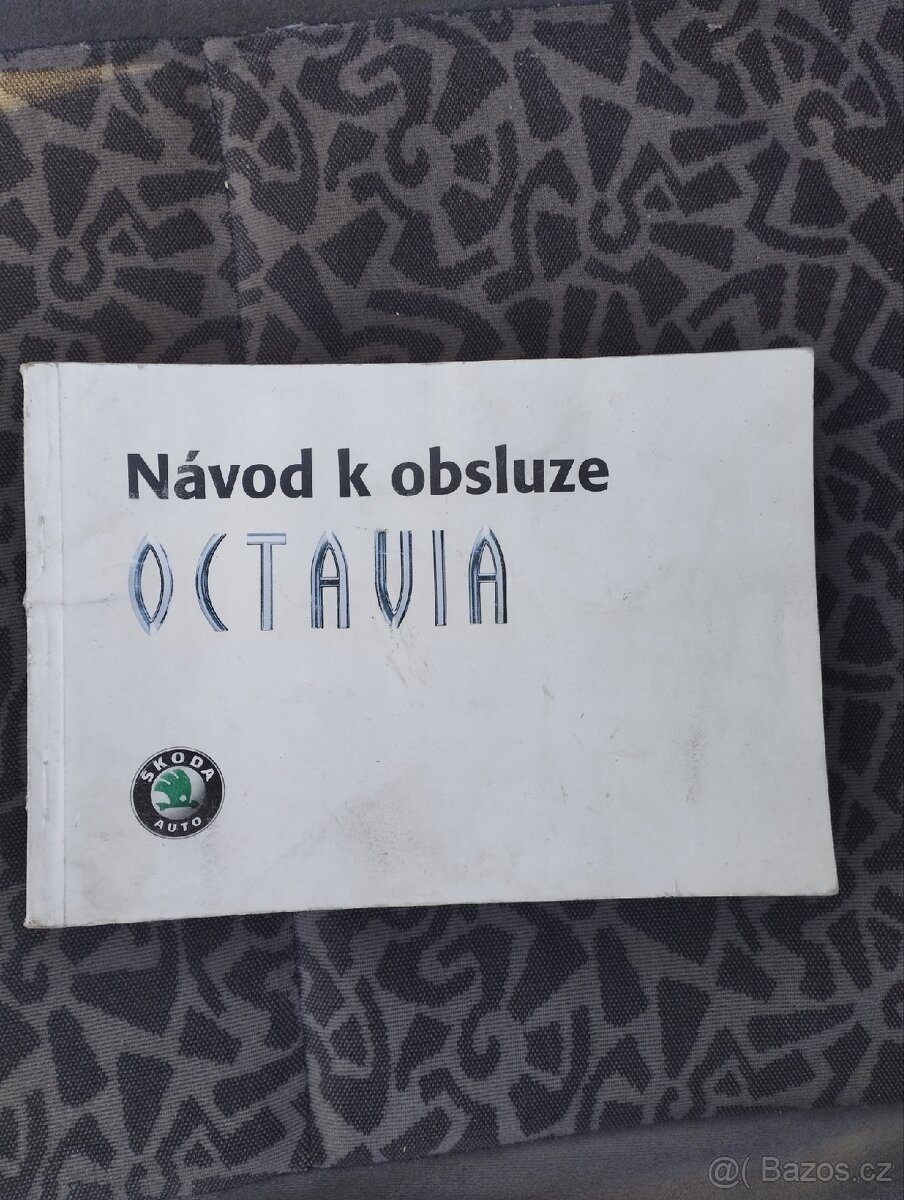 Návod k obsluze
OCTAVIA
ŠKODA
AUTO
@( Bazos.cz